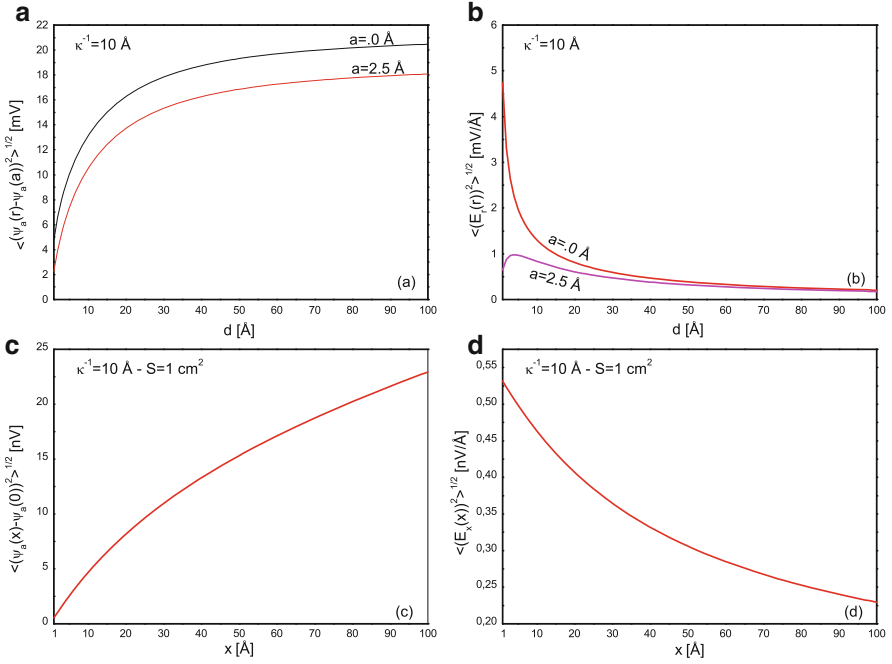 a
κ⁻¹=10 Å
a=.0 Å
a=2.5 Å
<(ψₐ(r)-ψₐ(a))²>^1/2 [mV]
22
20
18
16
14
12
10
8
6
4
2
0
(a)
10 20 30 40 50 60 70 80 90 100
d [Å]
b
κ⁻¹=10 Å
a=.0 Å
a=2.5 Å
<(Eᵣ(r))²>^1/2 [mV/Å]
6
5
4
3
2
1
0
(b)
10 20 30 40 50 60 70 80 90 100
d [Å]
c
κ⁻¹=10 Å - S=1 cm²
<(ψₐ(x)-ψₐ(0))²>^1/2 [nV]
25
20
15
10
5
0
(c)
1 10 20 30 40 50 60 70 80 90 100
x [Å]
d
κ⁻¹=10 Å - S=1 cm²
<(Eₓ(x))²>^1/2 [nV/Å]
0,55
0,50
0,45
0,40
0,35
0,30
0,25
0,20
(d)
1 10 20 30 40 50 60 70 80 90 100
x [Å]